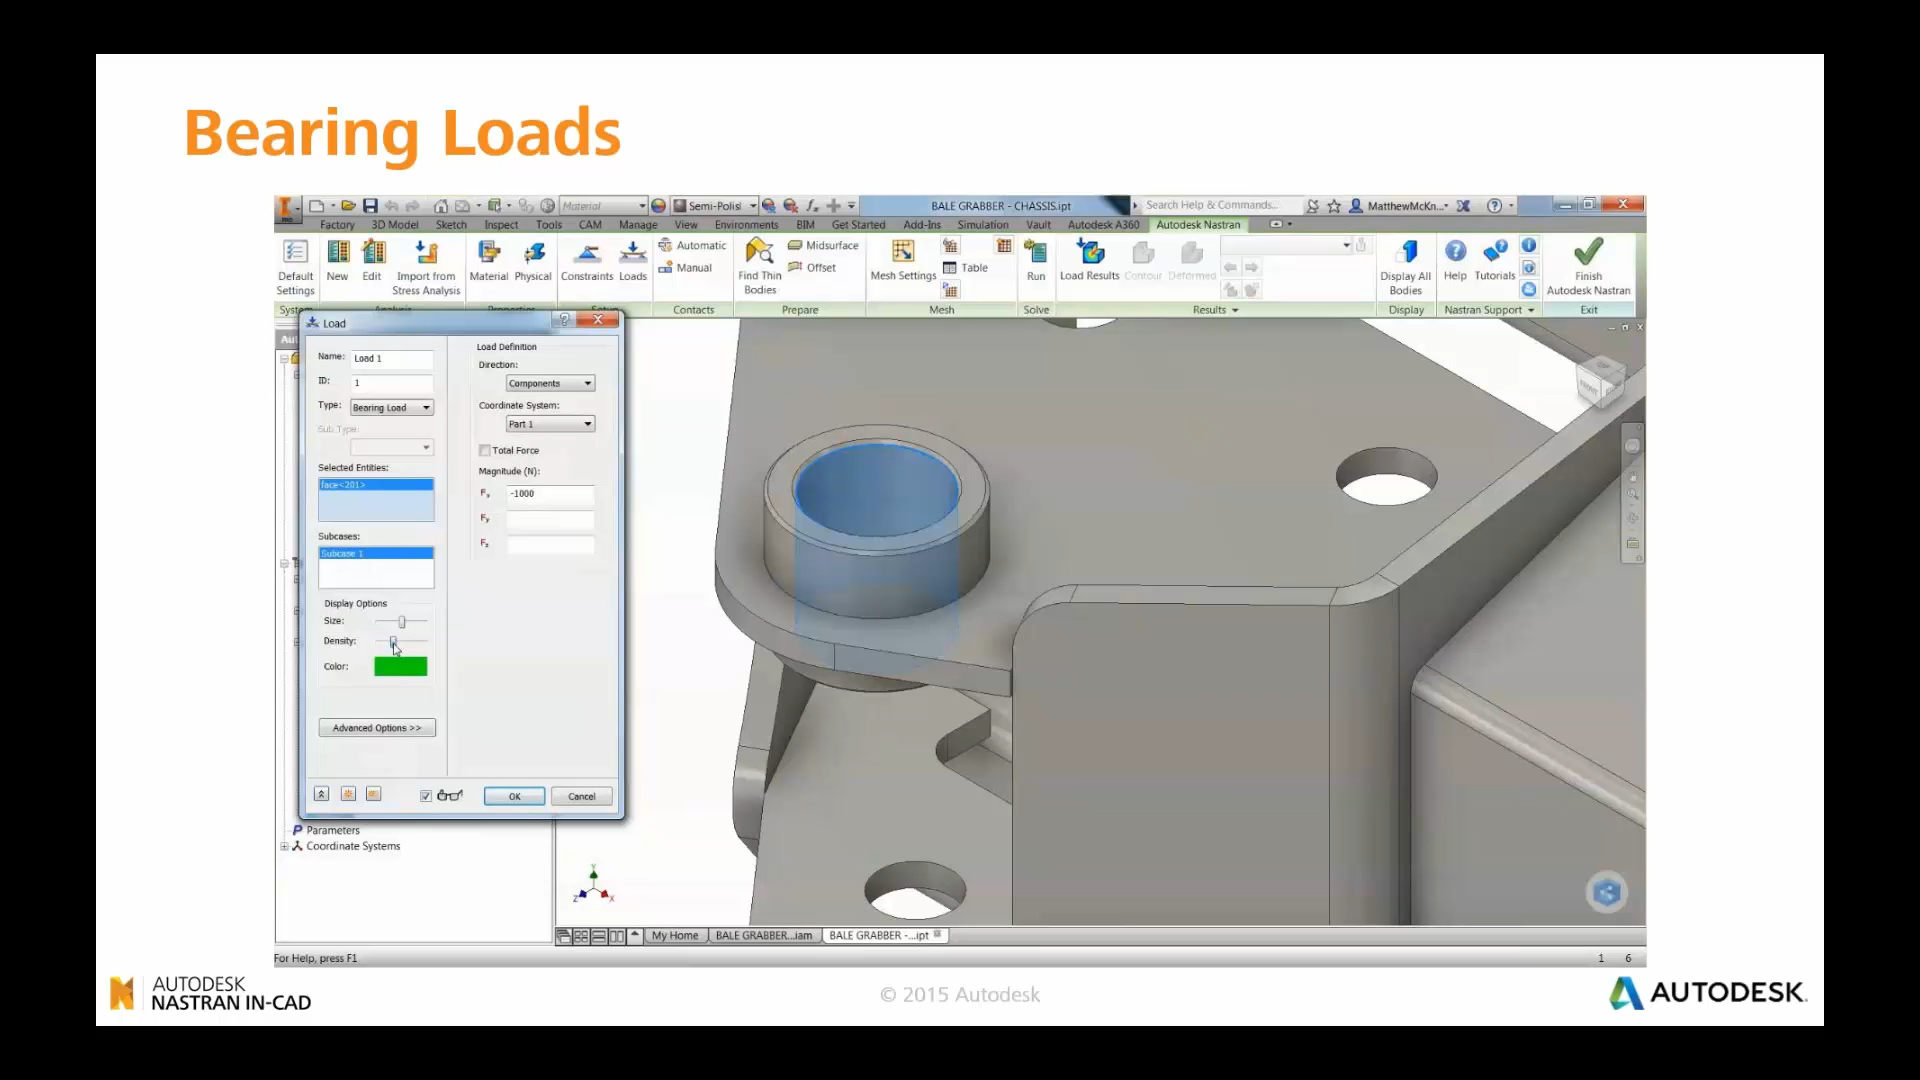 Bearing Loads
Material
Semi-Polisl
BALE GRABBER - CHASSIS.ipt
Search Help & Commands...
MatthewMcKn...
PRO
Factory 3D Model Sketch Inspect Tools CAM Manage View Environments BIM Get Started Add-Ins Simulation Vault Autodesk A360 Autodesk Nastran
Default Settings
New
Edit
Import from Stress Analysis
Material
Physical
Constraints
Loads
Automatic
Manual
Find Thin Bodies
Midsurface
Offset
Mesh Settings
Table
Run
Load Results
Contour
Deformed
Display All Bodies
Help
Tutorials
Finish Autodesk Nastran
Contacts
Prepare
Mesh
Solve
Results
Display
Nastran Support
Exit
Load
Name: Load 1
ID: 1
Type: Bearing Load
Sub Type:
Selected Entities:
face<201>
Subcases:
Subcase 1
Display Options
Size:
Density:
Color:
Advanced Options >>
Load Definition
Direction:
Components
Coordinate System:
Part 1
Total Force
Magnitude (N):
Fx -1000
Fy
Fz
OK
Cancel
Parameters
Coordinate Systems
Y
Z
X
My Home
BALE GRABBER...iam
BALE GRABBER -...ipt
For Help, press F1
1 6
AUTODESK
NASTRAN IN-CAD
© 2015 Autodesk
AUTODESK.